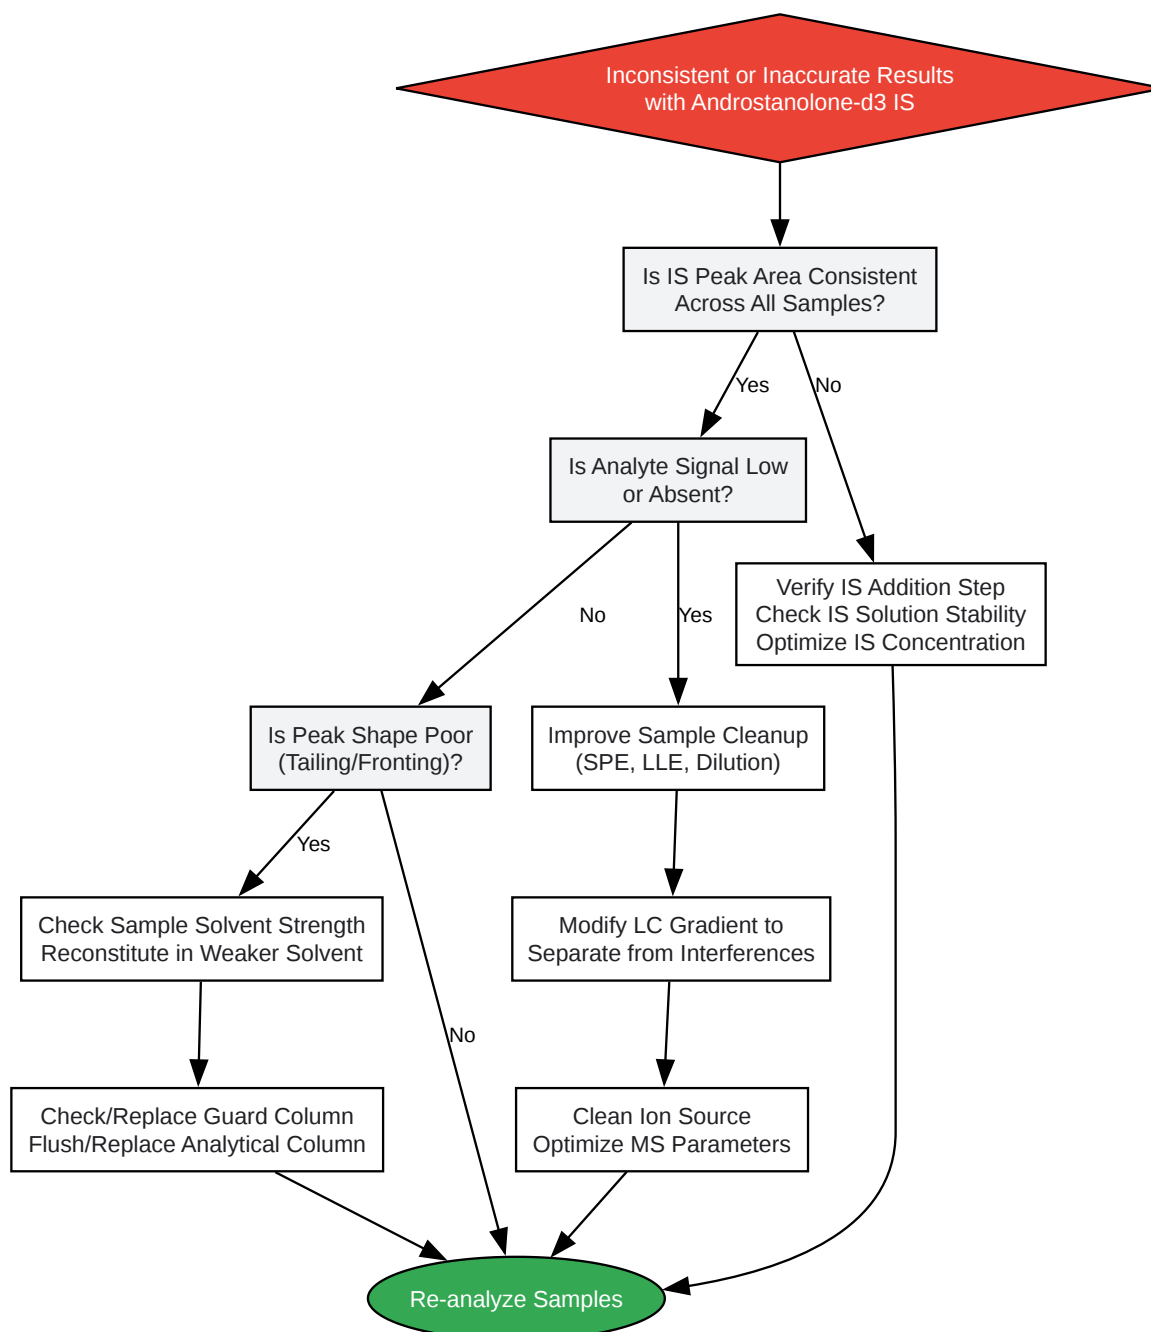 Inconsistent or Inaccurate Results
with Androstanolone-d3 IS
Is IS Peak Area Consistent
Across All Samples?
Yes
No
Is Analyte Signal Low
or Absent?
Verify IS Addition Step
Check IS Solution Stability
Optimize IS Concentration
No
Yes
Is Peak Shape Poor
(Tailing/Fronting)?
Improve Sample Cleanup
(SPE, LLE, Dilution)
Yes
Check Sample Solvent Strength
Reconstitute in Weaker Solvent
Modify LC Gradient to
Separate from Interferences
No
Check/Replace Guard Column
Flush/Replace Analytical Column
Clean Ion Source
Optimize MS Parameters
Re-analyze Samples